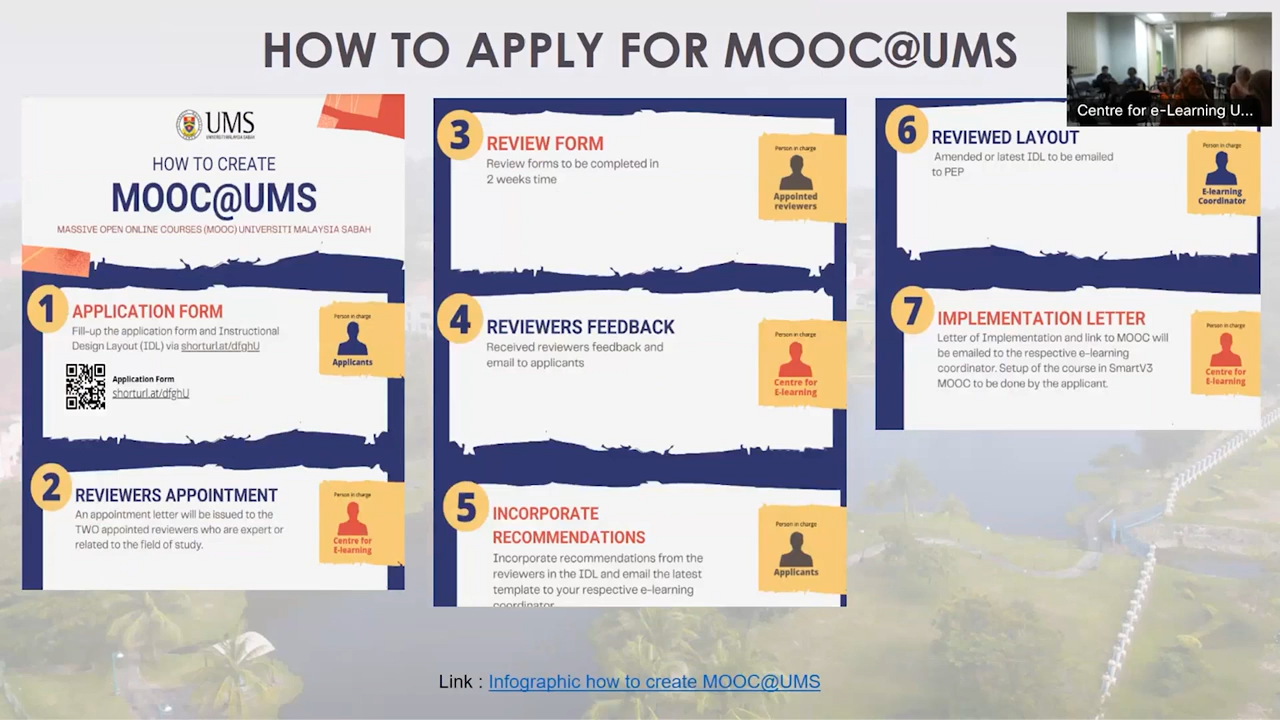 HOW TO APPLY FOR MOOC@UMS
Centre for e-Learning U...
UMS
UNIVERSITI MALAYSIA SABAH
HOW TO CREATE
MOOC@UMS
MASSIVE OPEN ONLINE COURSES (MOOC) UNIVERSITI MALAYSIA SABAH
1
APPLICATION FORM
Fill-up the application form and Instructional
Design Layout (IDL) via shorturl.at/dfghU
Application Form
shorturl.at/dfghU
Person in charge
Applicants
2
REVIEWERS APPOINTMENT
An appointment letter will be issued to the
TWO appointed reviewers who are expert or
related to the field of study.
Person in charge
Centre for
E-learning
3
REVIEW FORM
Review forms to be completed in
2 weeks time
Person in charge
Appointed
reviewers
4
REVIEWERS FEEDBACK
Received reviewers feedback and
email to applicants
Person in charge
Centre for
E-learning
5
INCORPORATE
RECOMMENDATIONS
Incorporate recommendations from the
reviewers in the IDL and email the latest
template to your respective e-learning
coordinator
Person in charge
Applicants
6
REVIEWED LAYOUT
Amended or latest IDL to be emailed
to PEP
Person in charge
E-learning
Coordinator
7
IMPLEMENTATION LETTER
Letter of Implementation and link to MOOC will
be emailed to the respective e-learning
coordinator. Setup of the course in SmartV3
MOOC to be done by the applicant.
Person in charge
Centre for
E-learning
Link : Infographic how to create MOOC@UMS